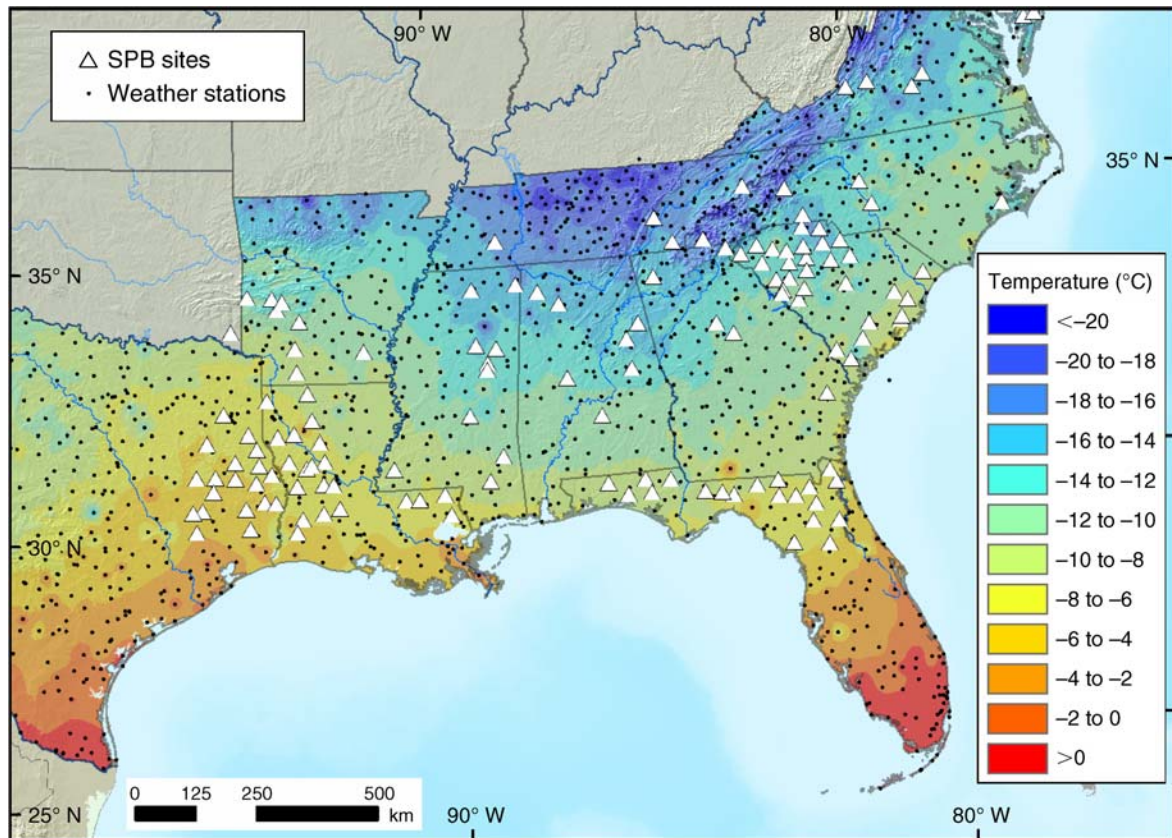 90° W
80° W
SPB sites
Weather stations
35° N
35° N
Temperature (°C)
<–20
–20 to –18
–18 to –16
–16 to –14
–14 to –12
–12 to –10
–10 to –8
–8 to –6
–6 to –4
–4 to –2
–2 to 0
>0
30° N
0 125 250 500
km
25° N
90° W
80° W